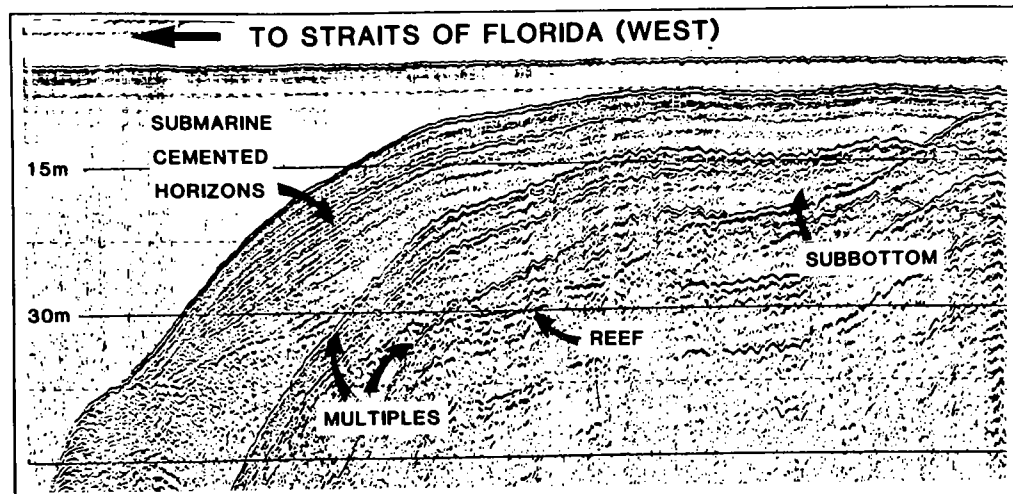 TO STRAITS OF FLORIDA (WEST)
SUBMARINE
CEMENTED
HORIZONS
15m
SUBBOTTOM
30m
REEF
MULTIPLES